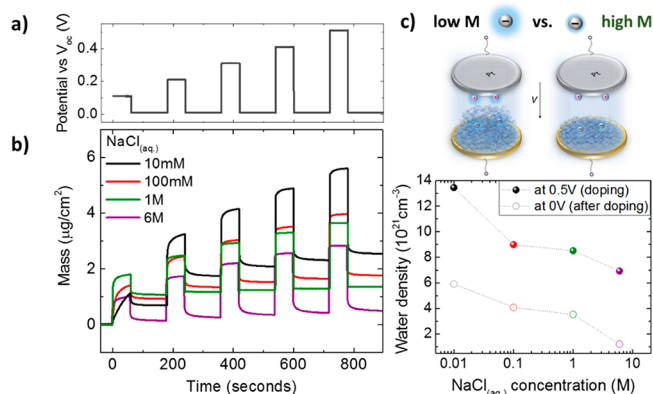 a)
Potential vs V_oc (V)
0.4
0.2
0.0
b)
NaCl(aq.)
10mM
100mM
1M
6M
Mass (µg/cm²)
6
4
2
0
0 200 400 600 800
Time (seconds)
c)
low M vs. high M
Pt Pt
V
at 0.5V (doping)
at 0V (after doping)
Water density (10²¹cm⁻³)
14
12
10
8
6
4
2
0.01 0.1 1 10
NaCl(aq.) concentration (M)